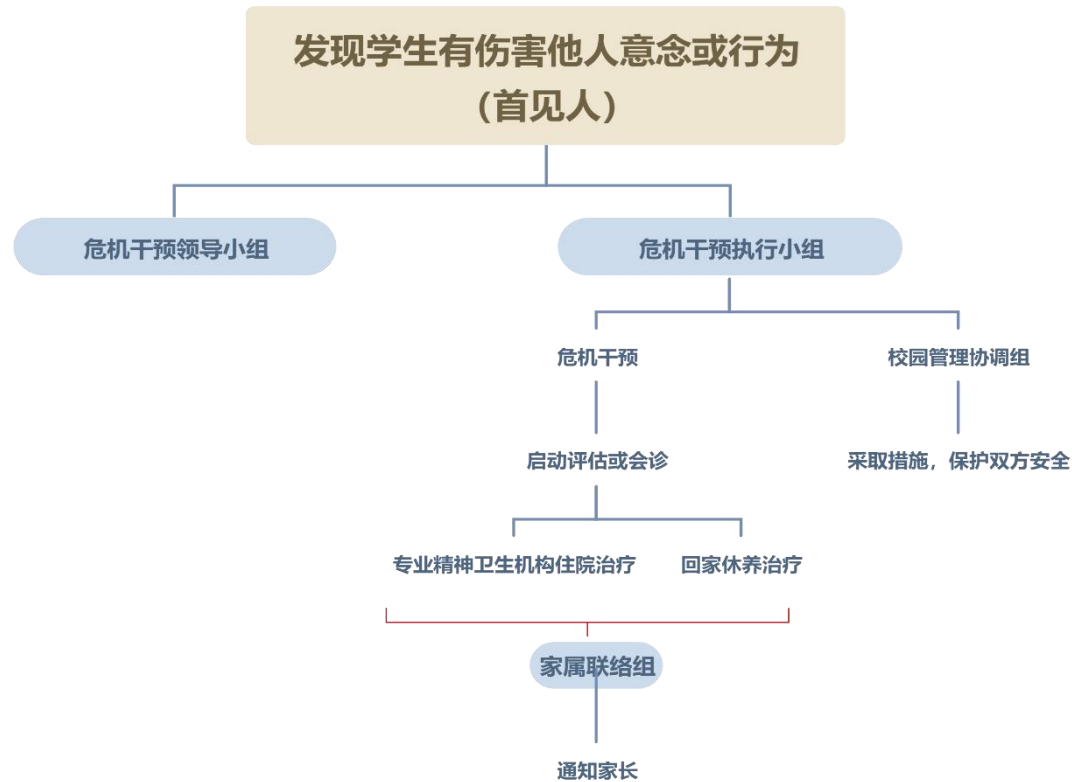 发现学生有伤害他人意念或行为
（首见人）
危机干预领导小组
危机干预执行小组
危机干预
校园管理协调组
启动评估或会诊
采取措施，保护双方安全
专业精神卫生机构住院治疗
回家休养治疗
家属联络组
通知家长